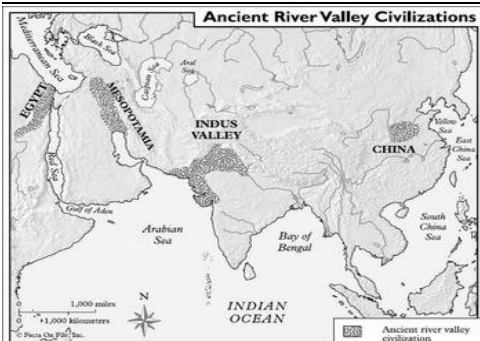 Ancient River Valley Civilizations
Mediterranean Sea
Black Sea
Caspian Sea
Aral
Sea
EGYPT
MESOPOTAMIA
INDUS
VALLEY
CHINA
Yellow
Sea
East
China
Sea
Red Sea
Gulf of Aden
Arabian
Sea
Bay of
Bengal
South
China
Sea
1,000 miles
1,000 kilometers
N
INDIAN
OCEAN
© Facts On File, Inc.
Ancient river valley
civilization